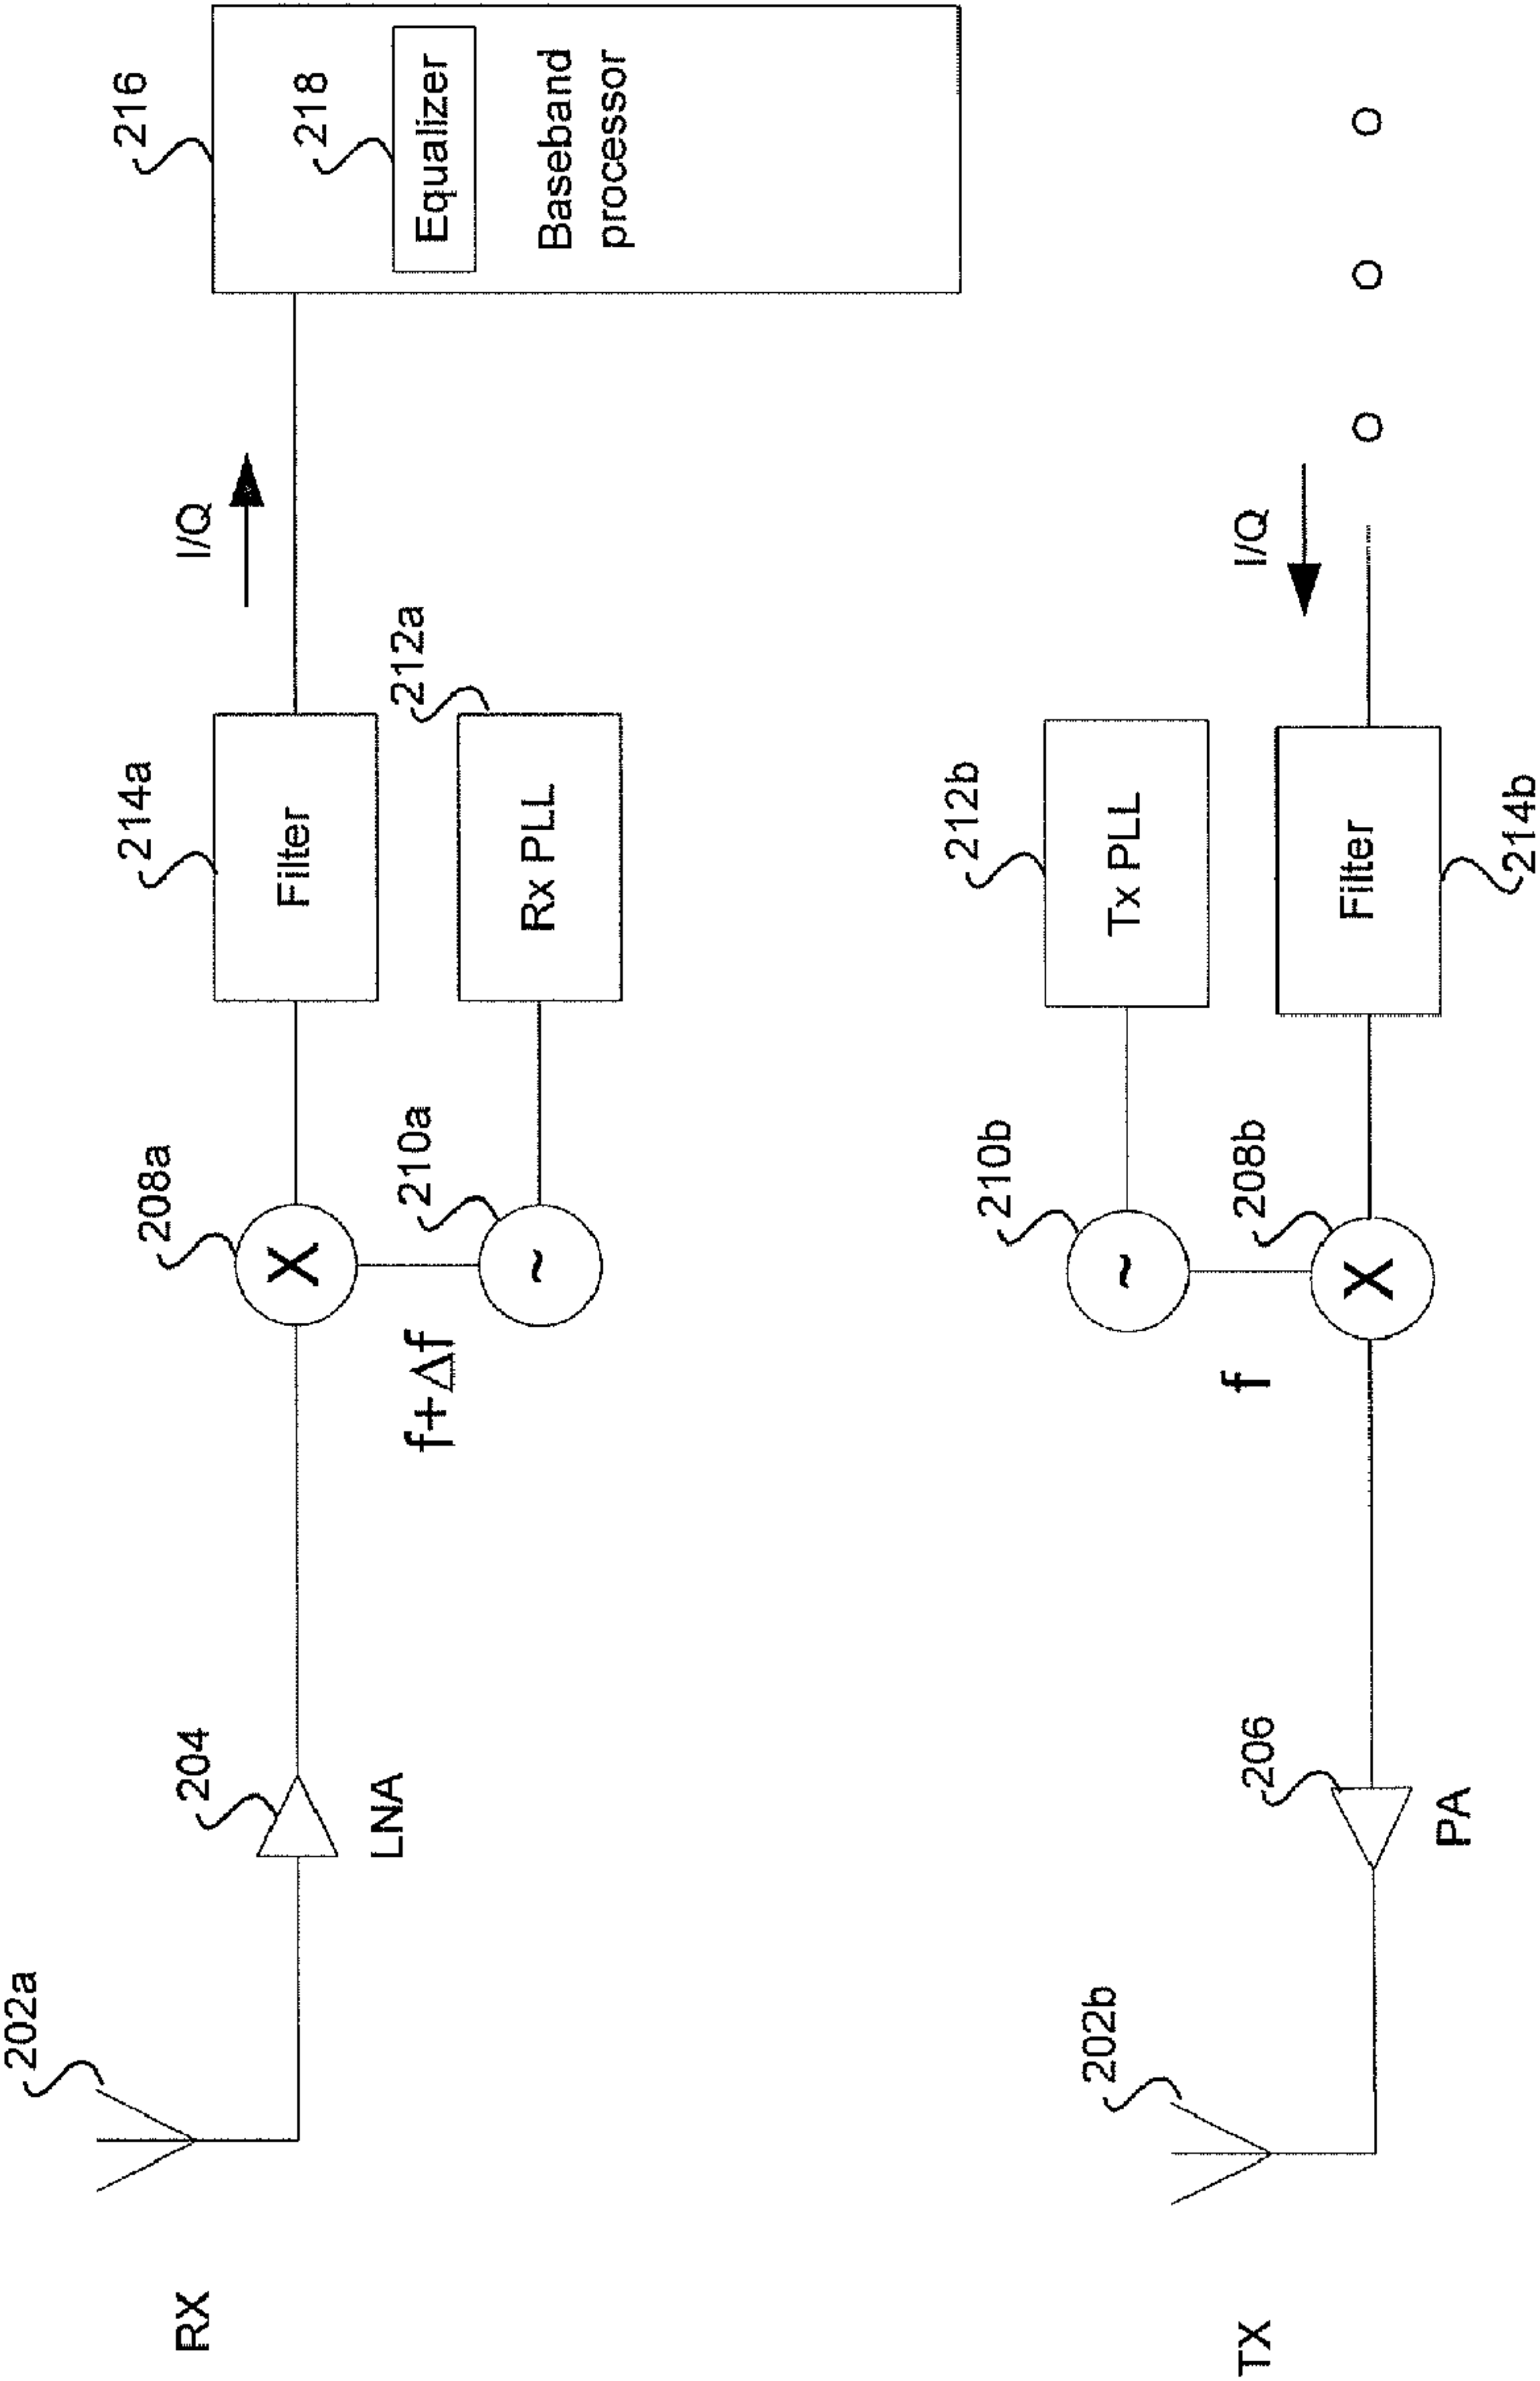 RX
202a
204
LNA
208a
f+Δf
210a
~
X
214a
Filter
Rx PLL
212a
I/Q
216
218
Equalizer
Baseband
processor
TX
202b
206
PA
f
210b
~
208b
X
212b
Tx PLL
Filter
214b
I/Q